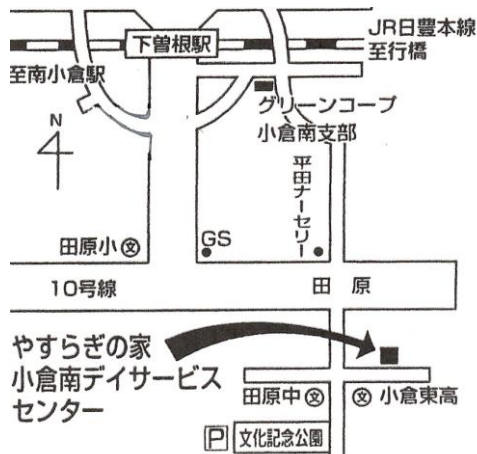 JR日豊本線
至行橋
下曽根駅
至南小倉駅
グリーンコープ
小倉南支部
N
平田ナーセリー
GS
田原小文
10号線
田原
やすらぎの家
小倉南デイサービス
センター
田原中文
文小倉東高
P
文化記念公園